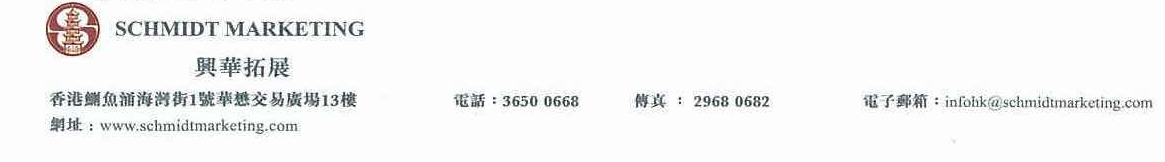 SCHMIDT MARKETING
興華拓展
香港鰂魚涌海灣街1號華懋交易廣場13樓 電話：3650 0668 傳真 ： 2968 0682 電子郵箱：infohk@schmidtmarketing.com
網址：www.schmidtmarketing.com